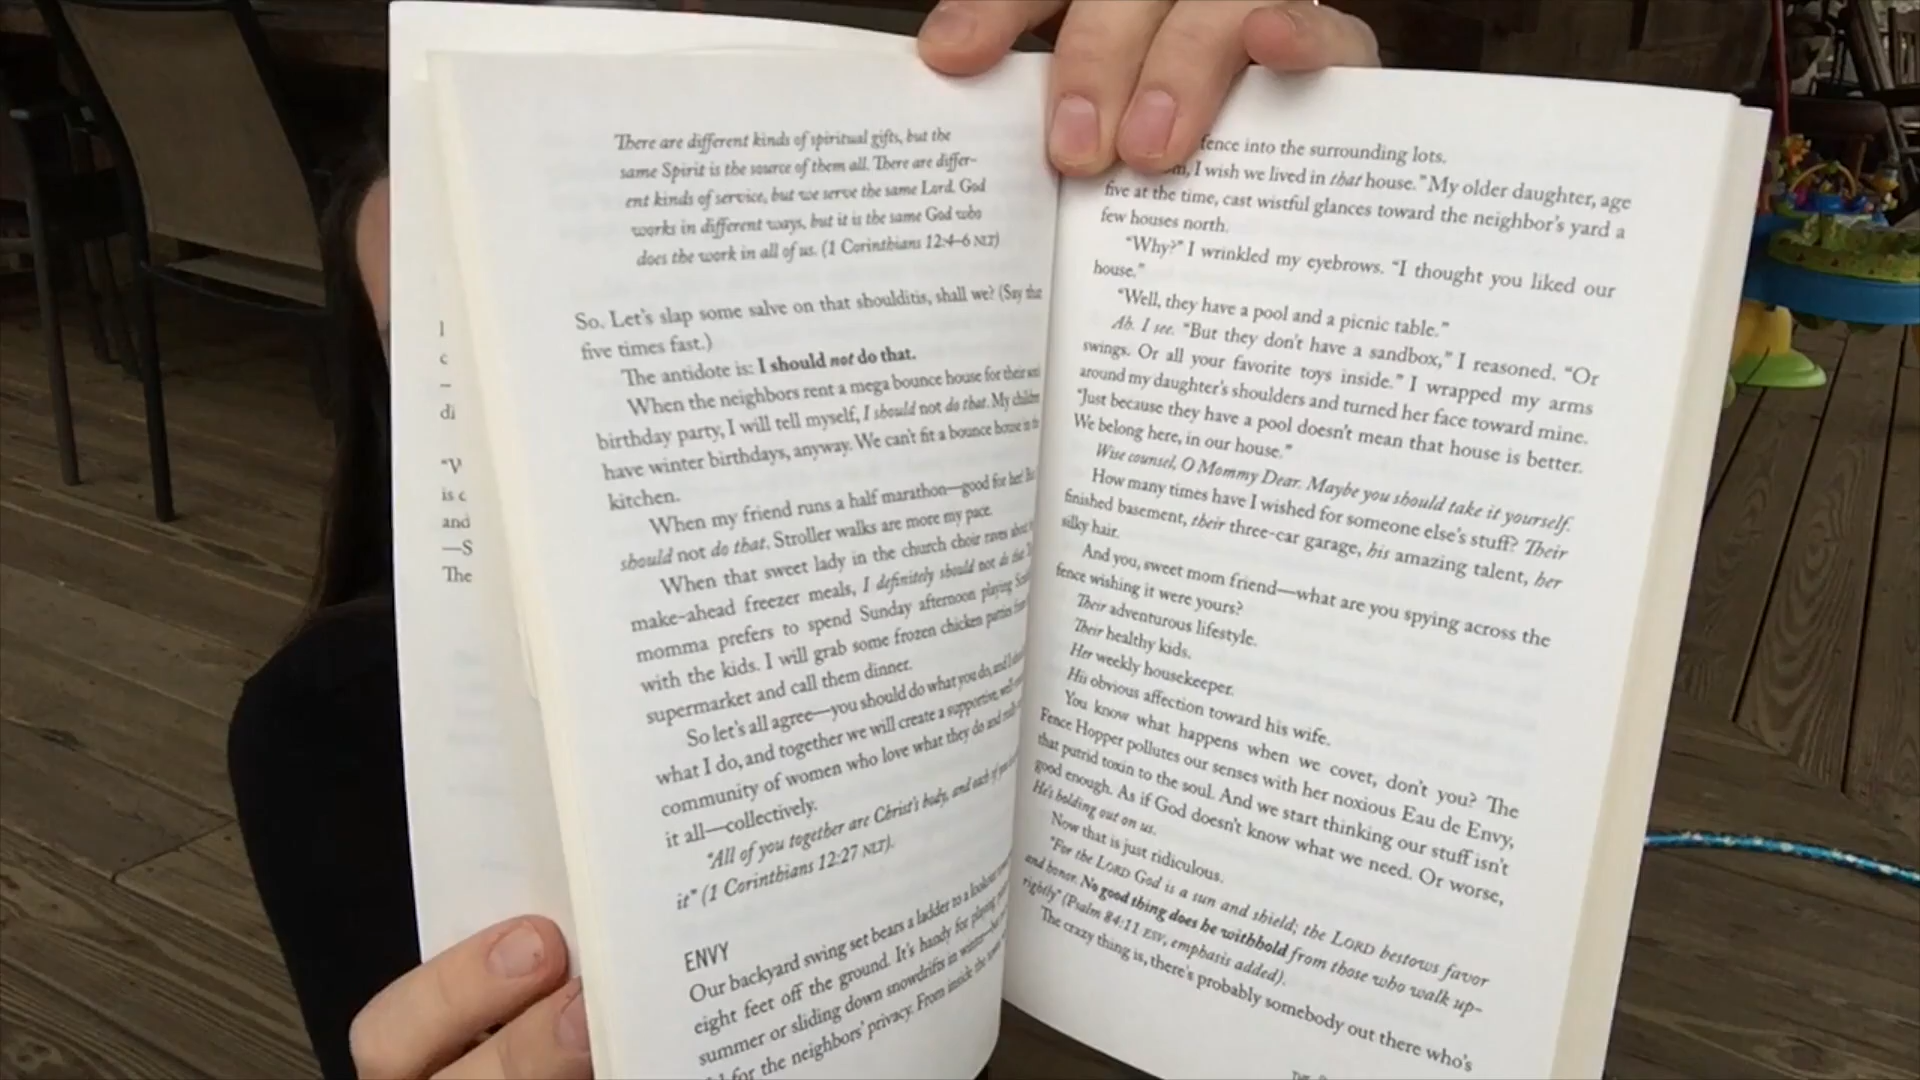 l
c
–
di
"V
is c
and
—S
The
There are different kinds of spiritual gifts, but the
same Spirit is the source of them all. There are differ-
ent kinds of service, but we serve the same Lord. God
works in different ways, but it is the same God who
does the work in all of us. (1 Corinthians 12:4–6 NLT)
So. Let's slap some salve on that shoulditis, shall we? (Say that
five times fast.)
The antidote is: I should not do that.
When the neighbors rent a mega bounce house for their
birthday party, I will tell myself, I should not do that. My children
have winter birthdays, anyway. We can't fit a bounce house in the
kitchen.
When my friend runs a half marathon—good for her! But
should not do that. Stroller walks are more my pace.
When that sweet lady in the church choir raves about
make-ahead freezer meals, I definitely should not do that.
momma prefers to spend Sunday afternoon playing
with the kids. I will grab some frozen chicken patties from
supermarket and call them dinner.
So let's all agree—you should do what you do, and I
what I do, and together we will create a supportive,
community of women who love what they do and
it all—collectively.
"All of you together are Christ's body, and each of you
it" (1 Corinthians 12:27 NLT).
ENVY
Our backyard swing set bears a ladder to a lookout
eight feet off the ground. It's handy for playing
summer or sliding down snowdrifts in winter—
for the neighbors' privacy. From inside the
fence into the surrounding lots.
I wish we lived in that house." My older daughter, age
five at the time, cast wistful glances toward the neighbor's yard a
few houses north.
"Why?" I wrinkled my eyebrows. "I thought you liked our
house."
"Well, they have a pool and a picnic table."
Ah. I see. "But they don't have a sandbox," I reasoned. "Or
swings. Or all your favorite toys inside." I wrapped my arms
around my daughter's shoulders and turned her face toward mine.
"Just because they have a pool doesn't mean that house is better.
We belong here, in our house."
Wise counsel, O Mommy Dear. Maybe you should take it yourself.
How many times have I wished for someone else's stuff? Their
finished basement, their three-car garage, his amazing talent, her
silky hair.
And you, sweet mom friend—what are you spying across the
fence wishing it were yours?
Their adventurous lifestyle.
Their healthy kids.
Her weekly housekeeper.
His obvious affection toward his wife.
You know what happens when we covet, don't you? The
Fence Hopper pollutes our senses with her noxious Eau de Envy,
that putrid toxin to the soul. And we start thinking our stuff isn't
good enough. As if God doesn't know what we need. Or worse,
He's holding out on us.
Now that is just ridiculous.
"For the LORD God is a sun and shield; the LORD bestows favor
and honor. No good thing does he withhold from those who walk up-
rightly" (Psalm 84:11 ESV, emphasis added).
The crazy thing is, there's probably somebody out there who's